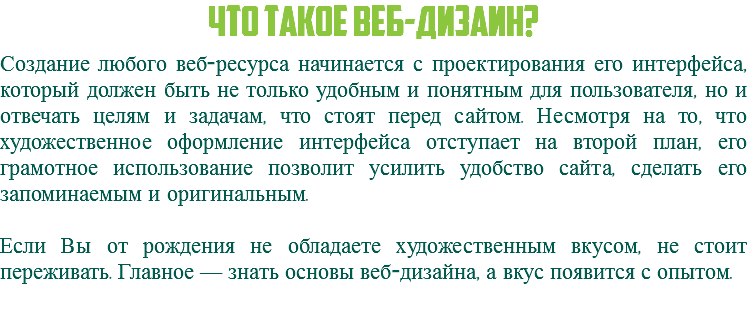 ЧТО ТАКОЕ ВЕБ-ДИЗАЙН?
Создание любого веб-ресурса начинается с проектирования его интерфейса,
который должен быть не только удобным и понятным для пользователя, но и
отвечать целям и задачам, что стоят перед сайтом. Несмотря на то, что
художественное оформление интерфейса отступает на второй план, его
грамотное использование позволит усилить удобство сайта, сделать его
запоминаемым и оригинальным.
Если Вы от рождения не обладаете художественным вкусом, не стоит
переживать. Главное — знать основы веб-дизайна, а вкус появится с опытом.